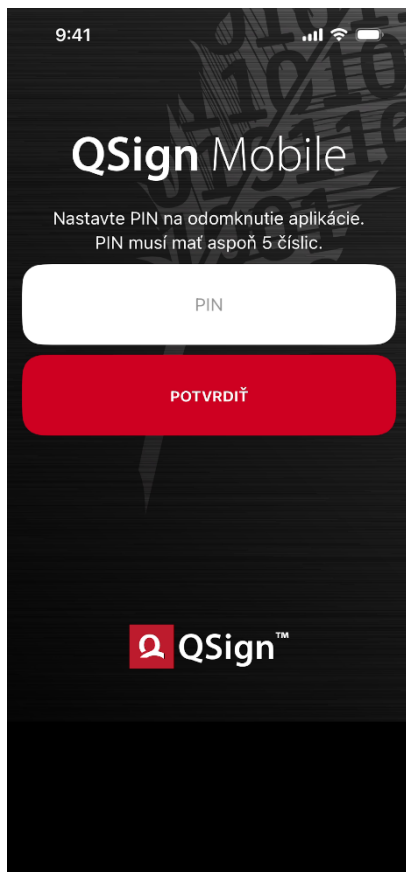 9:41
QSign Mobile
Nastavte PIN na odomknutie aplikácie.
PIN musí mať aspoň 5 číslic.
PIN
POTVRDIŤ
QSign™